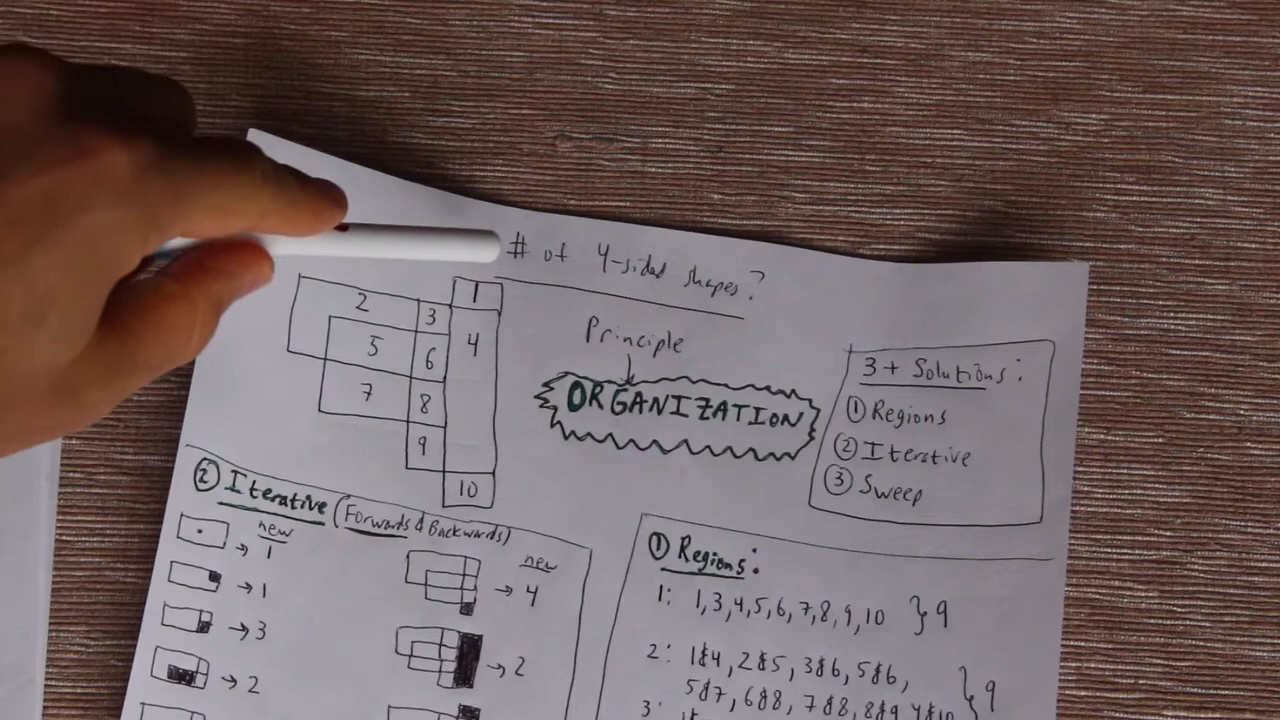 # of 4-sided shapes?
1
2
3
4
5
6
7
8
9
10
Principle
ORGANIZATION
3+ Solutions:
① Regions
② Iterative
③ Sweep
② Iterative (Forwards & Backwards)
new
→ 1
→ 1
→ 3
→ 2
new
→ 4
→ 2
① Regions:
1: 1,3,4,5,6,7,8,9,10 } 9
2: 1&4, 2&5, 3&6, 5&6,
5&7, 6&8, 7&8, 8&9, 4&10 } 9
3: